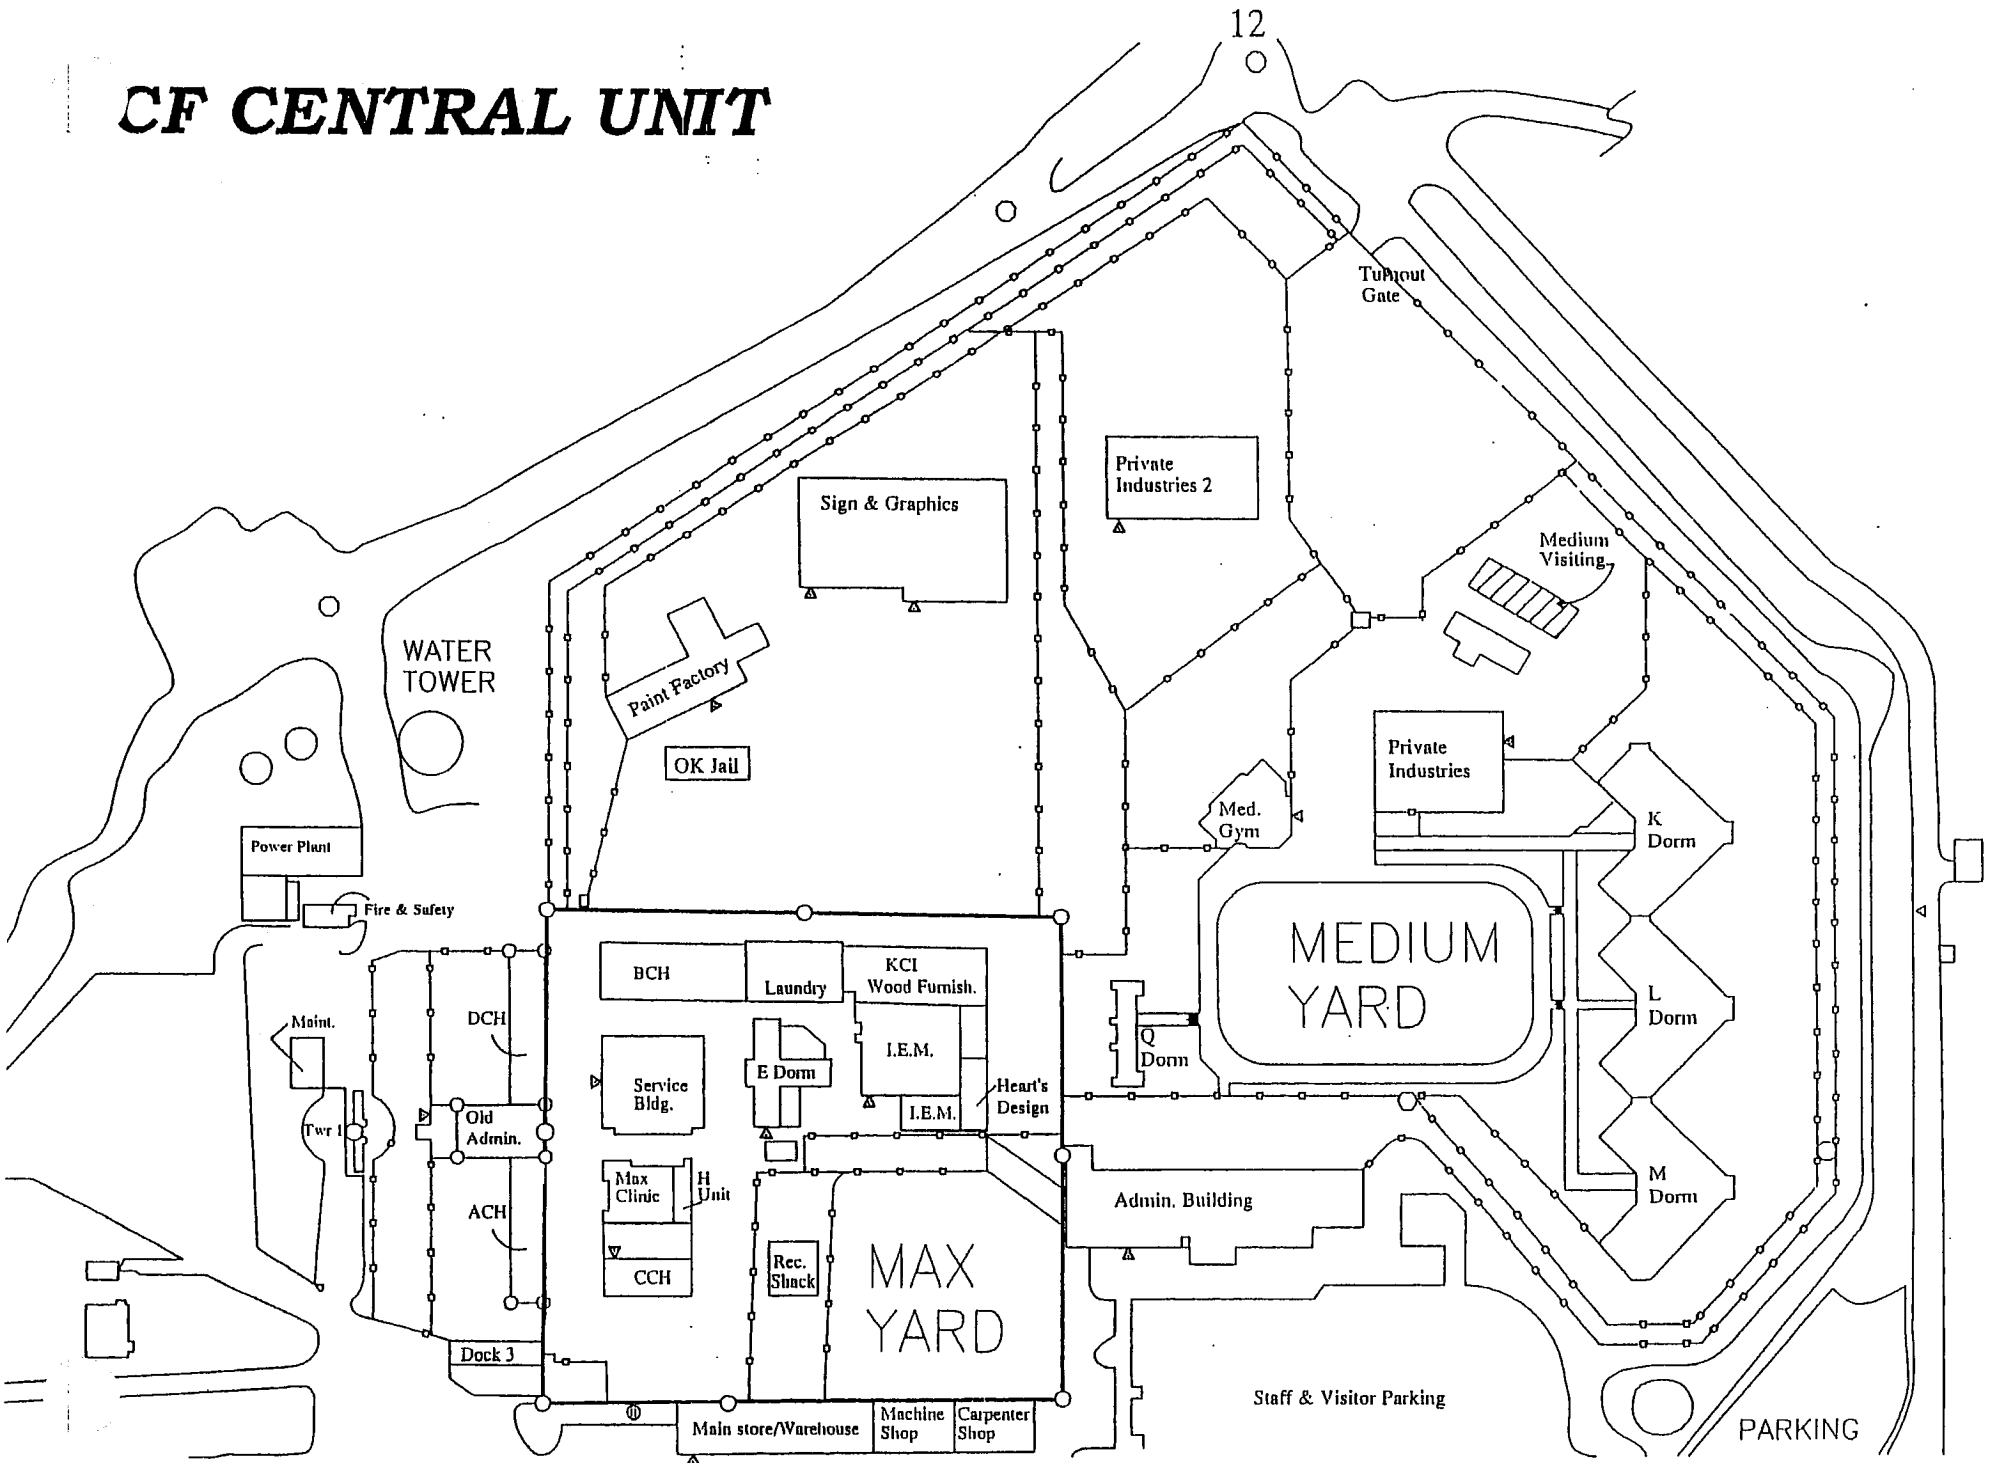 12
CF CENTRAL UNIT
Turnout
Gate
Private
Industries 2
Sign & Graphics
Medium
Visiting
WATER
TOWER
Paint Factory
OK Jail
Private
Industries
Med.
Gym
K
Dorm
Power Plant
Fire & Safety
MEDIUM
YARD
BCH
Laundry
KCI
Wood Furnish.
L
Dorm
DCH
Maint.
I.E.M.
Q
Dorm
E Dorm
Service
Bldg.
Heart's
Design
I.E.M.
Twr 1
Old
Admin.
Max
Clinic
H
Unit
M
Dorm
Admin. Building
ACH
Rec.
Shack
MAX
YARD
CCH
Dock 3
Staff & Visitor Parking
Main store/Warehouse
Machine
Shop
Carpenter
Shop
PARKING